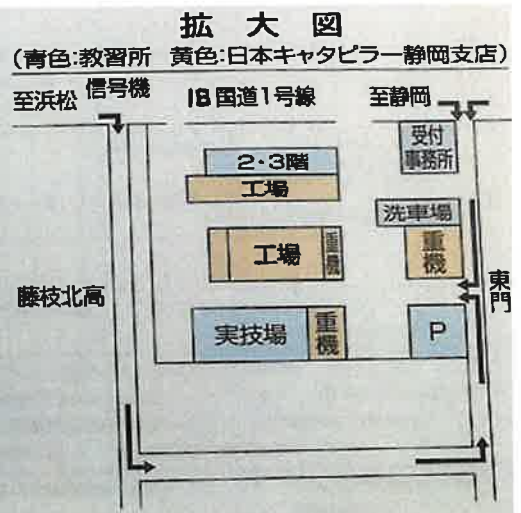 拡大図
(青色:教習所 黄色:日本キャタピラー静岡支店)
至浜松 信号機 旧国道1号線 至静岡
受付
事務所
2・3階
工場
洗車場
工場
重機
重機
藤枝北高
東門
実技場
重機
P